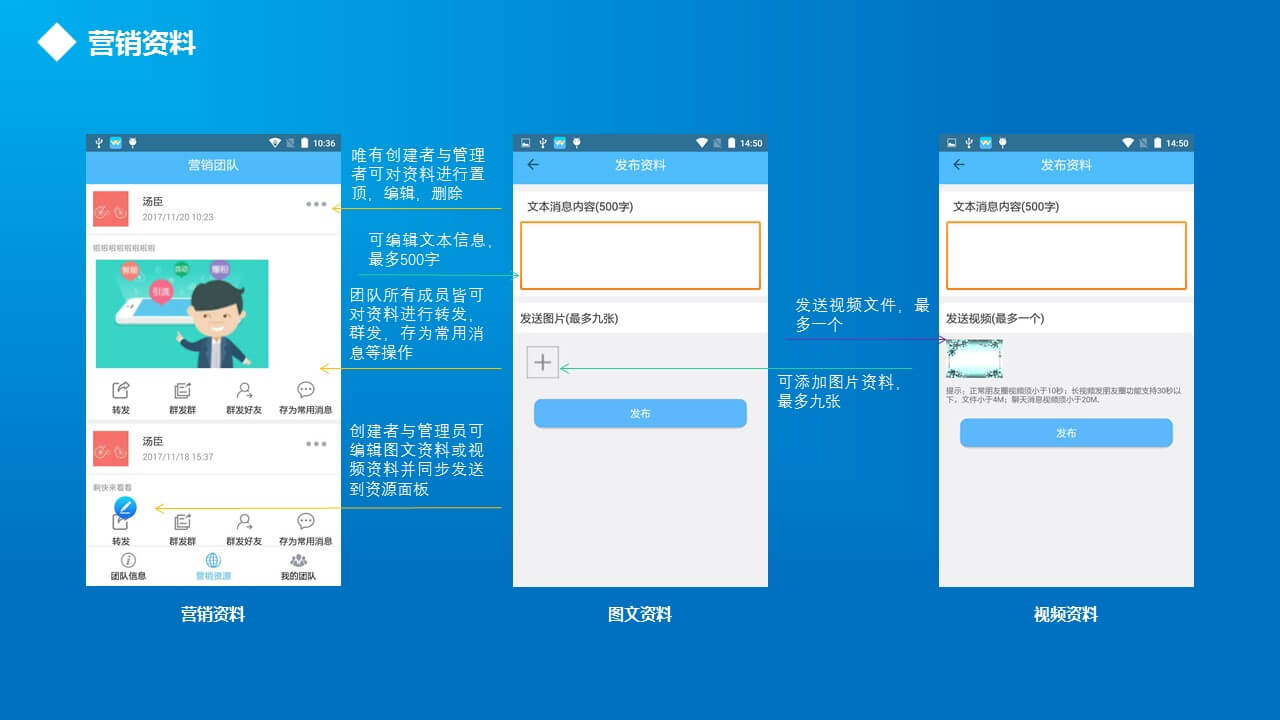 营销资料
10:36
营销团队
汤臣
2017/11/20 10:23
啦啦啦啦啦啦啦啦
智能
自动
爆粉
引流
转发
群发群
群发好友
存为常用消息
汤臣
2017/11/18 15:37
啊快来看看
转发
群发群
群发好友
存为常用消息
团队信息
营销资源
我的团队
营销资料
唯有创建者与管理
者可对资料进行置
顶，编辑，删除
可编辑文本信息，
最多500字
团队所有成员皆可
对资料进行转发，
群发，存为常用消
息等操作
创建者与管理员可
编辑图文资料或视
频资料并同步发送
到资源面板
14:50
发布资料
文本消息内容(500字)
发送图片(最多九张)
发布
图文资料
发送视频文件，最
多一个
可添加图片资料，
最多九张
14:50
发布资料
文本消息内容(500字)
发送视频(最多一个)
提示：正常朋友圈视频须小于10秒；长视频发朋友圈功能支持30秒以
下，文件小于4M；聊天消息视频须小于20M.
发布
视频资料